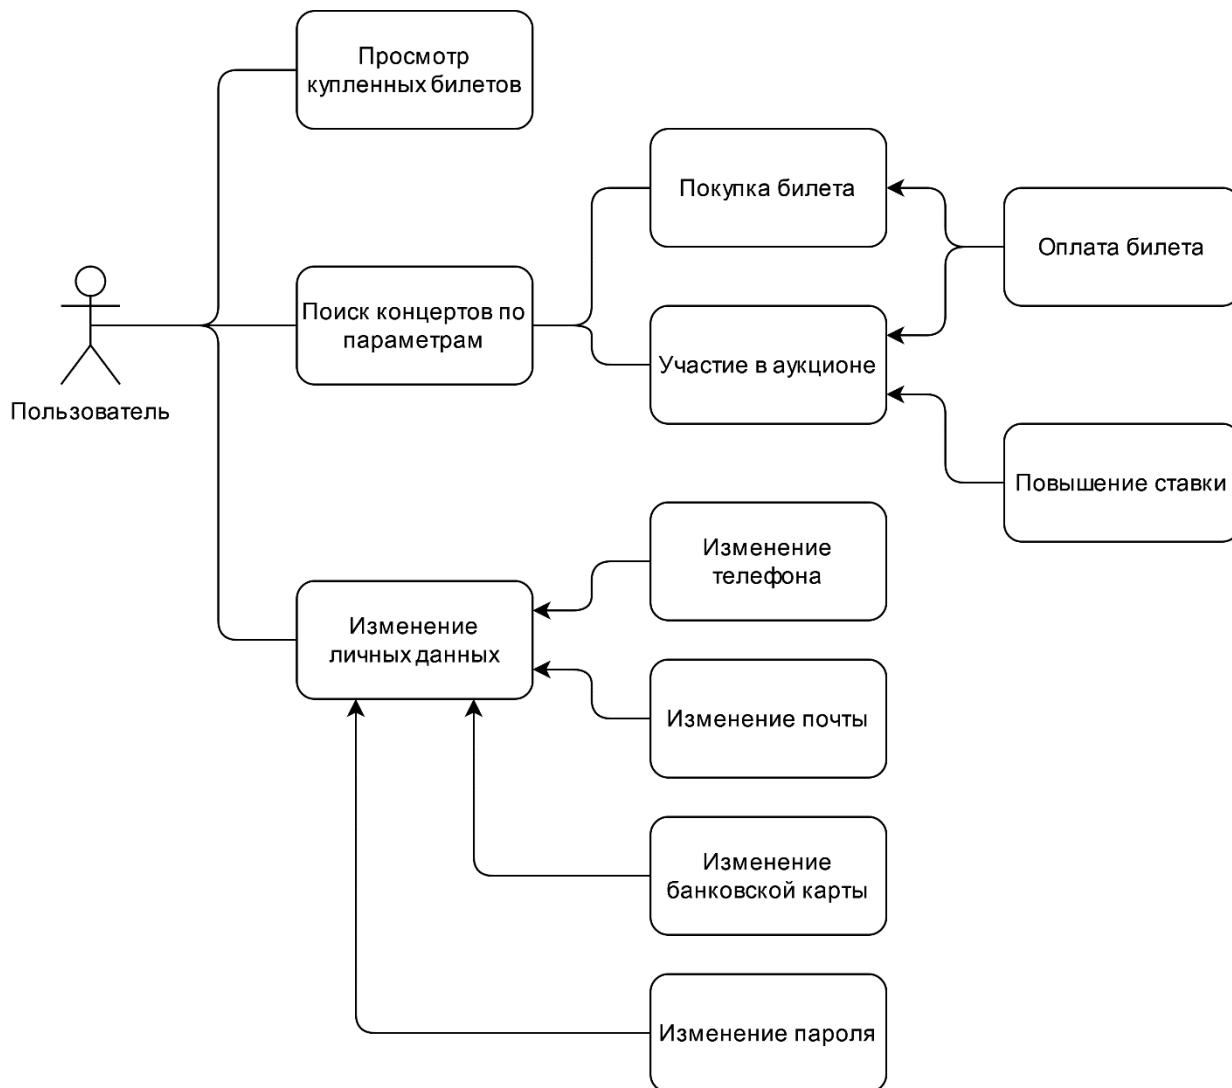 Просмотр
купленных билетов
Покупка билета
Оплата билета
Поиск концертов по
параметрам
Участие в аукционе
Пользователь
Повышение ставки
Изменение
телефона
Изменение
личных данных
Изменение почты
Изменение
банковской карты
Изменение пароля